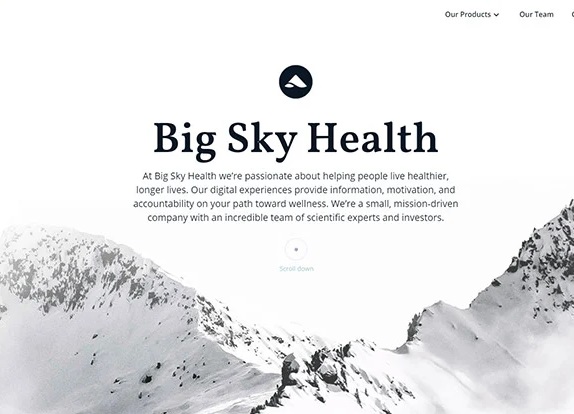 Our Products Our Team
Big Sky Health
At Big Sky Health we're passionate about helping people live healthier,
longer lives. Our digital experiences provide information, motivation, and
accountability on your path toward wellness. We're a small, mission-driven
company with an incredible team of scientific experts and investors.
Scroll down